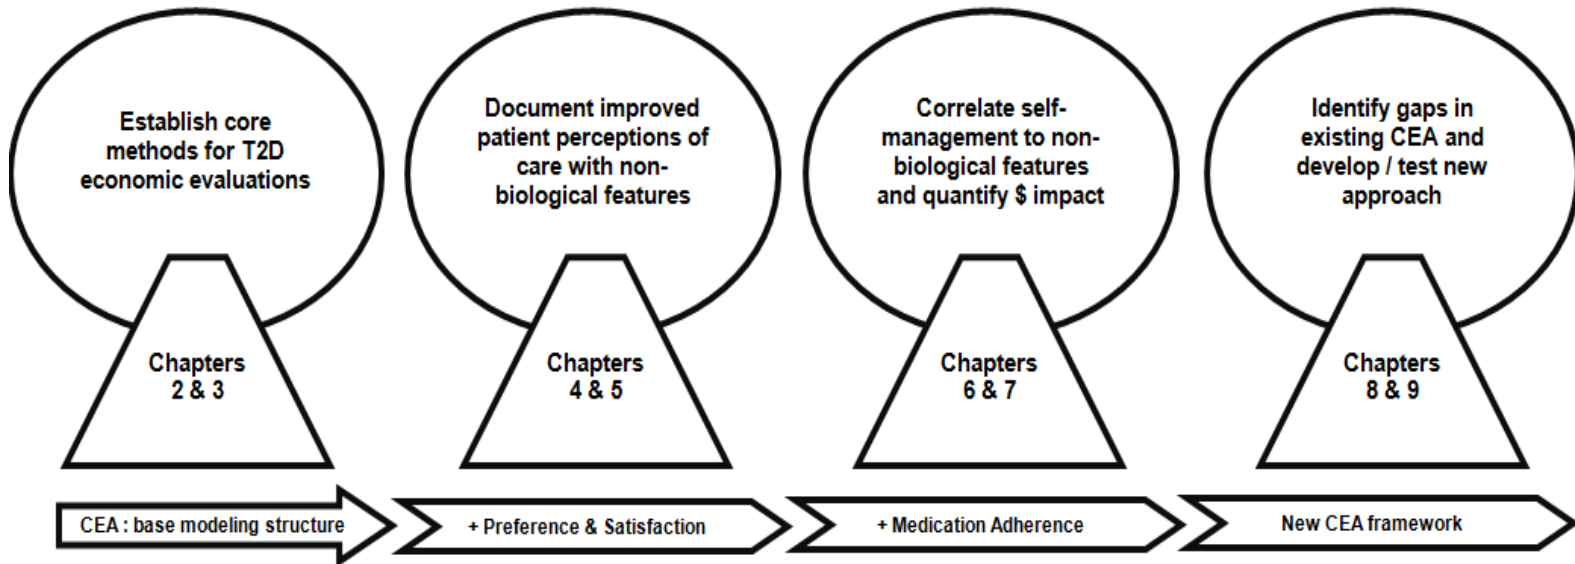 Establish core
methods for T2D
economic evaluations
Document improved
patient perceptions of
care with non-
biological features
Correlate self-
management to non-
biological features
and quantify $ impact
Identify gaps in
existing CEA and
develop / test new
approach
Chapters
2 & 3
Chapters
4 & 5
Chapters
6 & 7
Chapters
8 & 9
CEA : base modeling structure
+ Preference & Satisfaction
+ Medication Adherence
New CEA framework